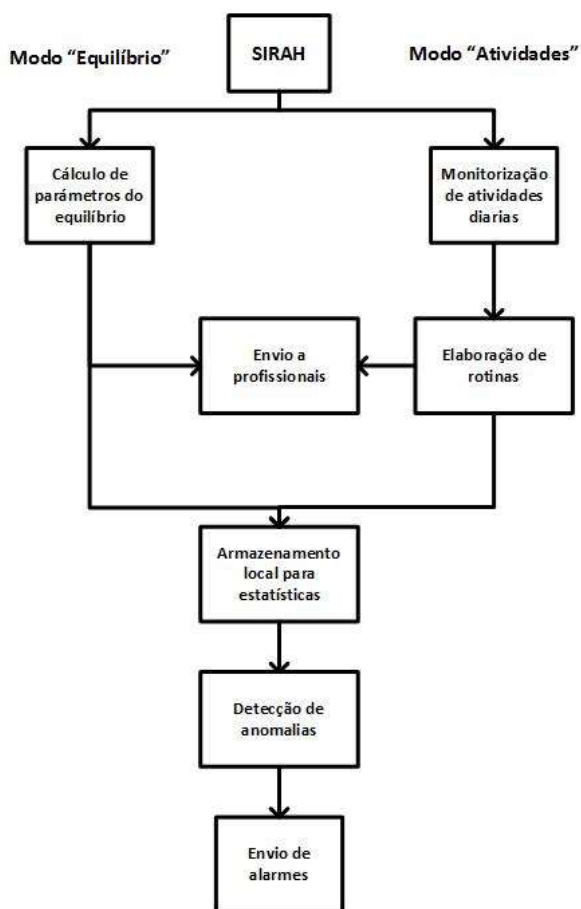 Modo “Equilíbrio”
SIRAH
Modo “Atividades”
Cálculo de
parámetros do
equilíbrio
Monitorização
de atividades
diarias
Envio a
profissionais
Elaboração de
rotinas
Armazenamento
local para
estatísticas
Detecção de
anomalias
Envio de
alarmes